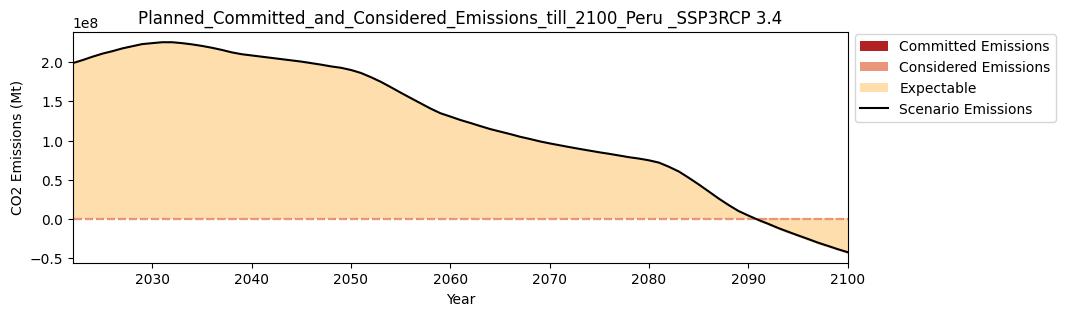 Planned_Committed_and_Considered_Emissions_till_2100_Peru _SSP3RCP 3.4
1e8
Committed Emissions
Considered Emissions
Expectable
Scenario Emissions
CO2 Emissions (Mt)
2.0
1.5
1.0
0.5
0.0
−0.5
2030 2040 2050 2060 2070 2080 2090 2100
Year